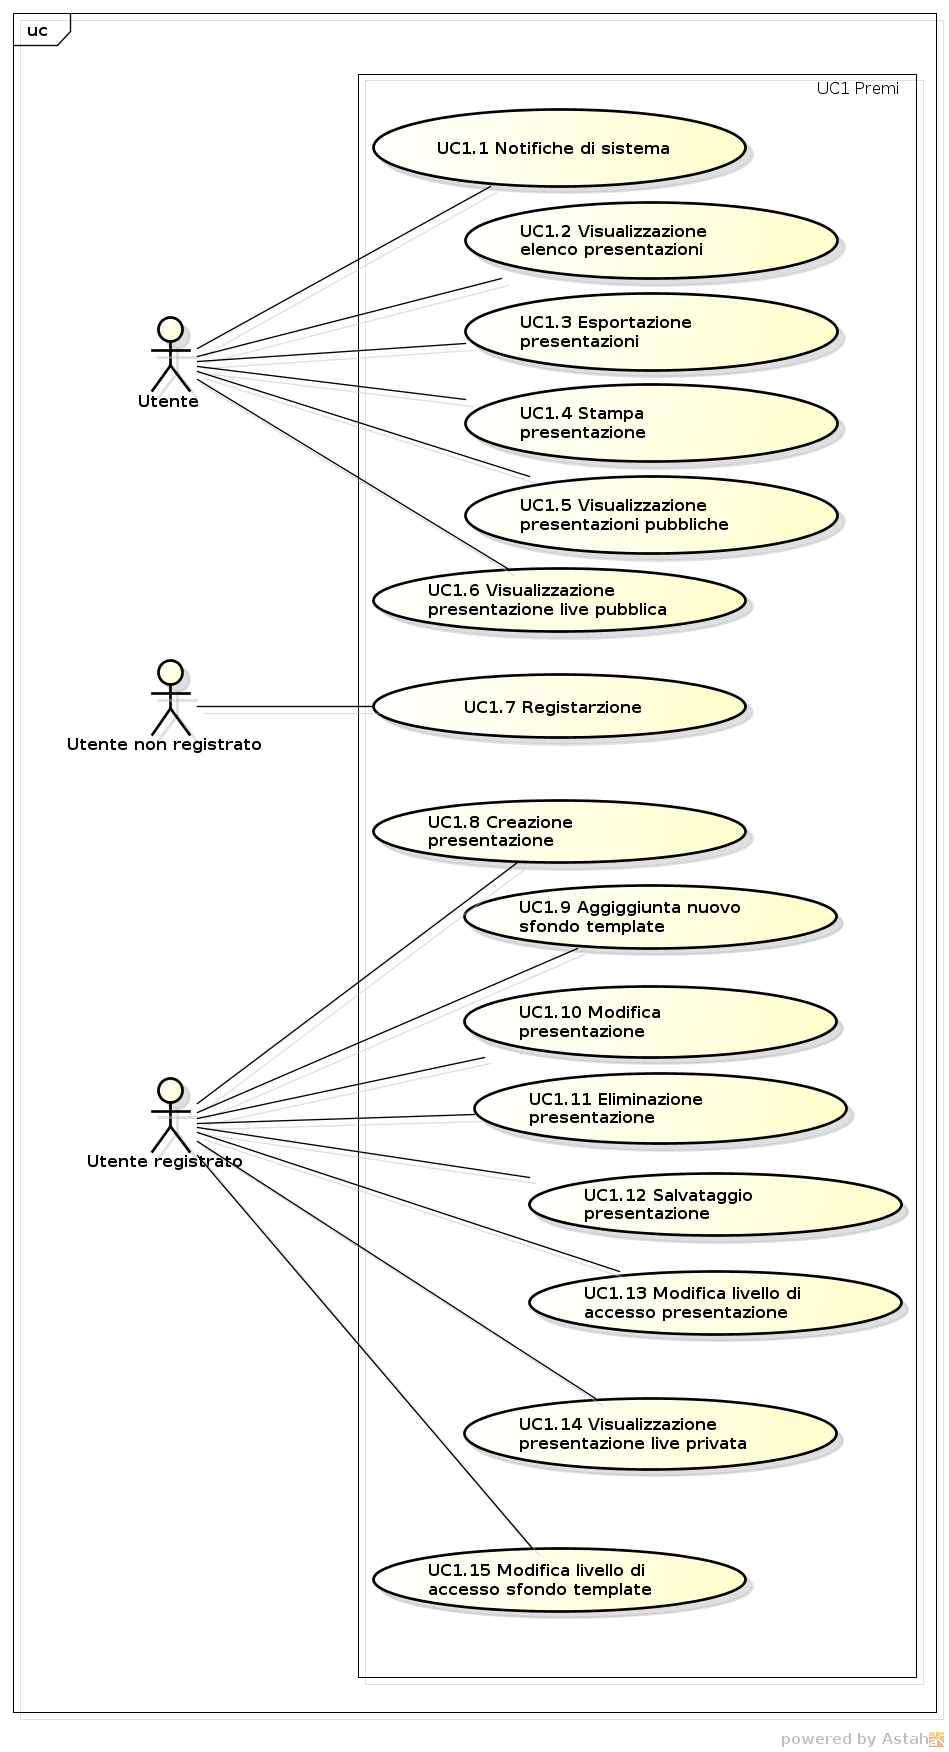 uc
UC1 Premi
UC1.1 Notifiche di sistema
UC1.2 Visualizzazione
elenco presentazioni
UC1.3 Esportazione
presentazioni
UC1.4 Stampa
presentazione
Utente
UC1.5 Visualizzazione
presentazioni pubbliche
UC1.6 Visualizzazione
presentazione live pubblica
UC1.7 Registarzione
Utente non registrato
UC1.8 Creazione
presentazione
UC1.9 Aggiggiunta nuovo
sfondo template
UC1.10 Modifica
presentazione
UC1.11 Eliminazione
presentazione
Utente registrato
UC1.12 Salvataggio
presentazione
UC1.13 Modifica livello di
accesso presentazione
UC1.14 Visualizzazione
presentazione live privata
UC1.15 Modifica livello di
accesso sfondo template
powered by Astah